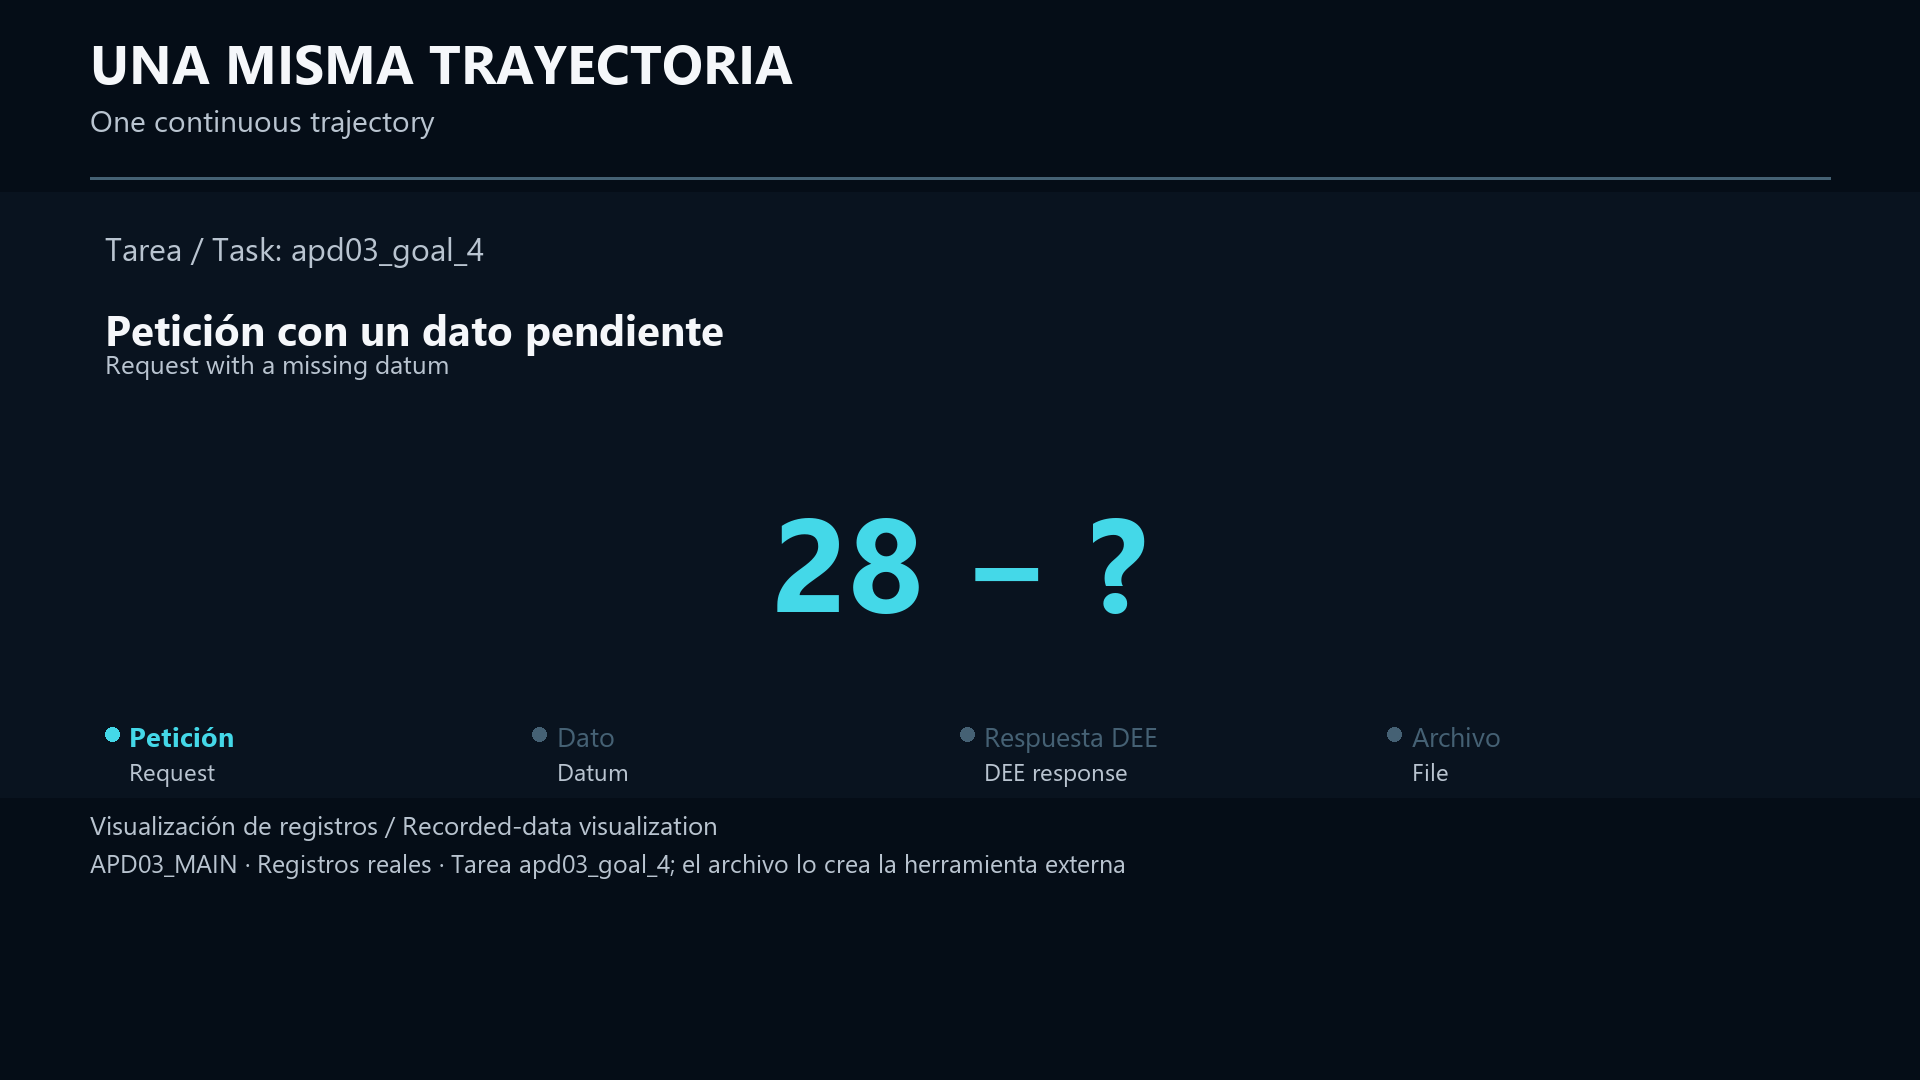 UNA MISMA TRAYECTORIA
One continuous trajectory
Tarea / Task: apd03_goal_4
Petición con un dato pendiente
Request with a missing datum
28 – ?
Petición
Request
Dato
Datum
Respuesta DEE
DEE response
Archivo
File
Visualización de registros / Recorded-data visualization
APD03_MAIN · Registros reales · Tarea apd03_goal_4; el archivo lo crea la herramienta externa